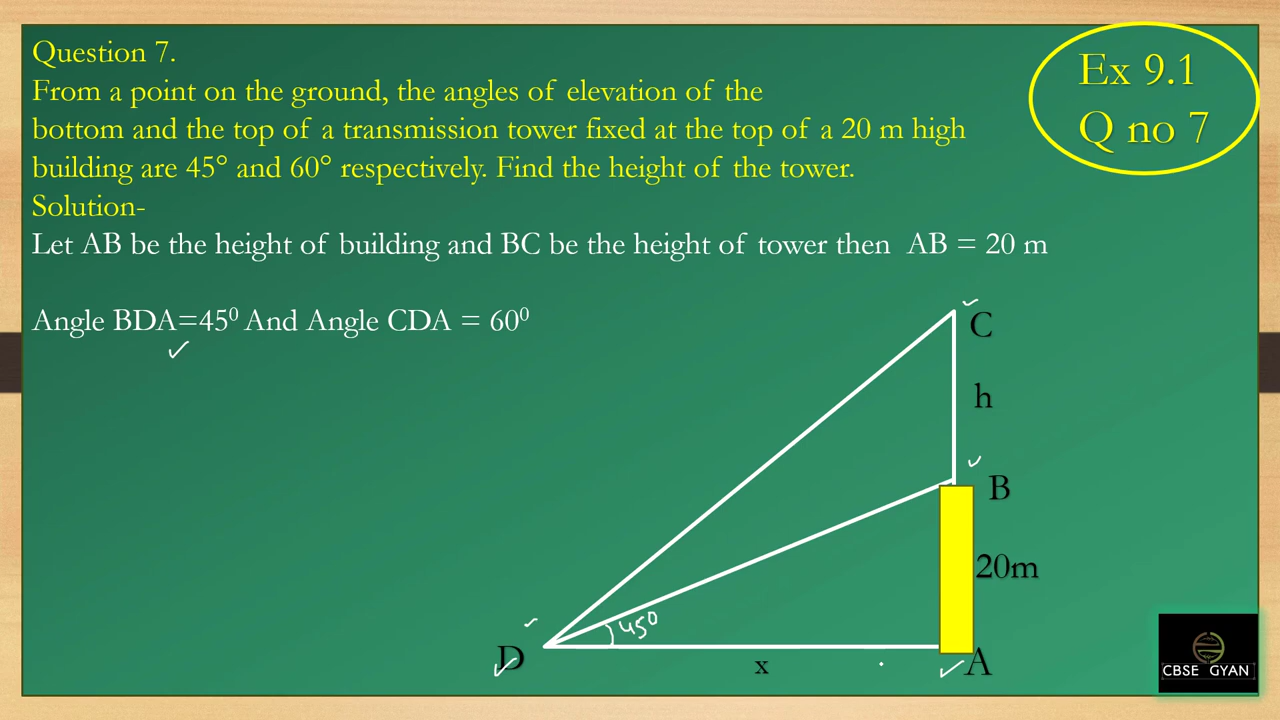 Question 7.
From a point on the ground, the angles of elevation of the
bottom and the top of a transmission tower fixed at the top of a 20 m high
building are 45° and 60° respectively. Find the height of the tower.
Solution-
Let AB be the height of building and BC be the height of tower then AB = 20 m
Angle BDA=45⁰ And Angle CDA = 60⁰
Ex 9.1
Q no 7
C
h
B
20m
45⁰
D
x
A
CBSE GYAN